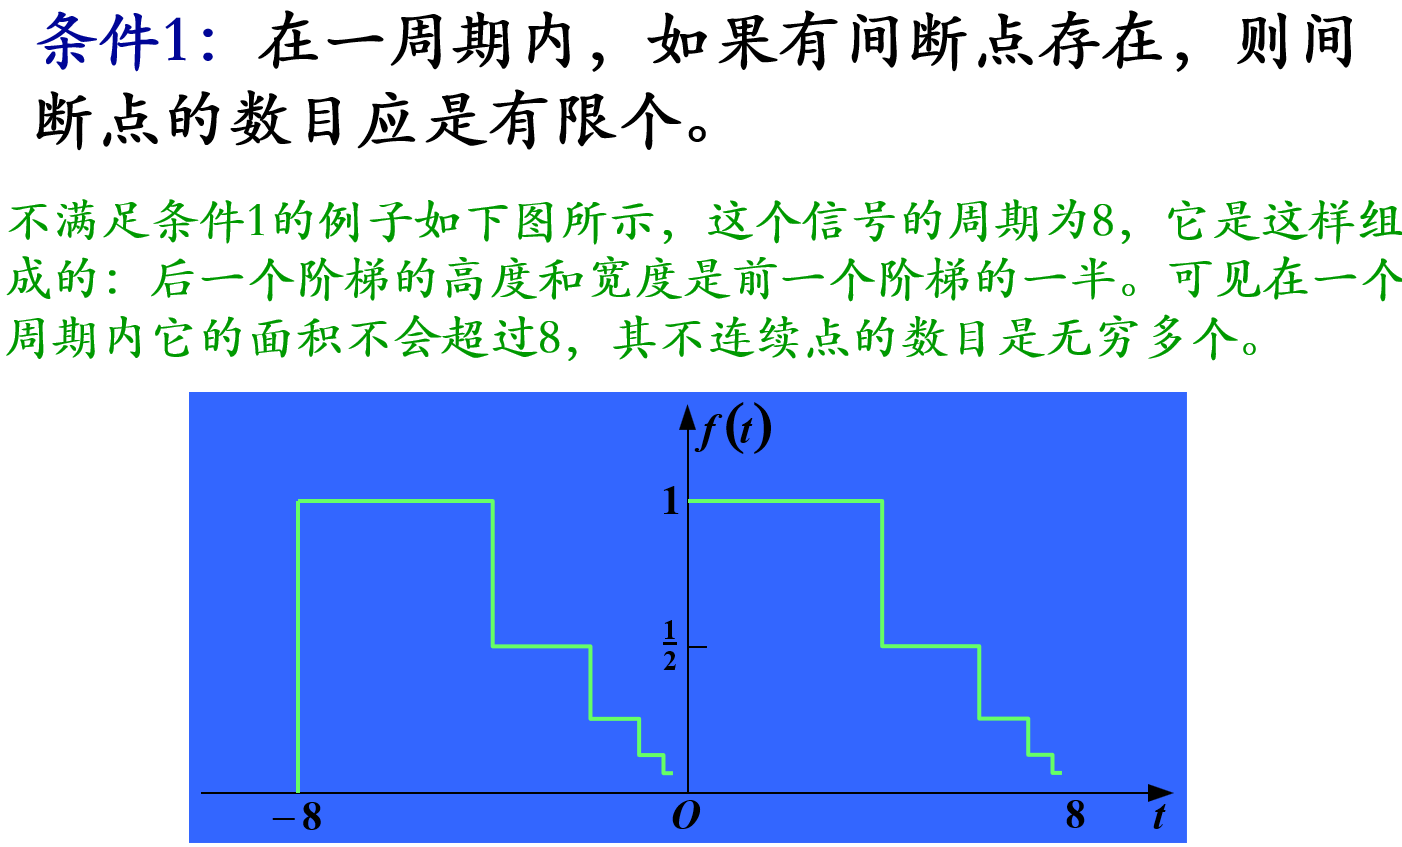 条件1：在一周期内，如果有间断点存在，则间
断点的数目应是有限个。
不满足条件1的例子如下图所示，这个信号的周期为8，它是这样组
成的：后一个阶梯的高度和宽度是前一个阶梯的一半。可见在一个
周期内它的面积不会超过8，其不连续点的数目是无穷多个。
f(t)
1
1/2
−8
O
8
t